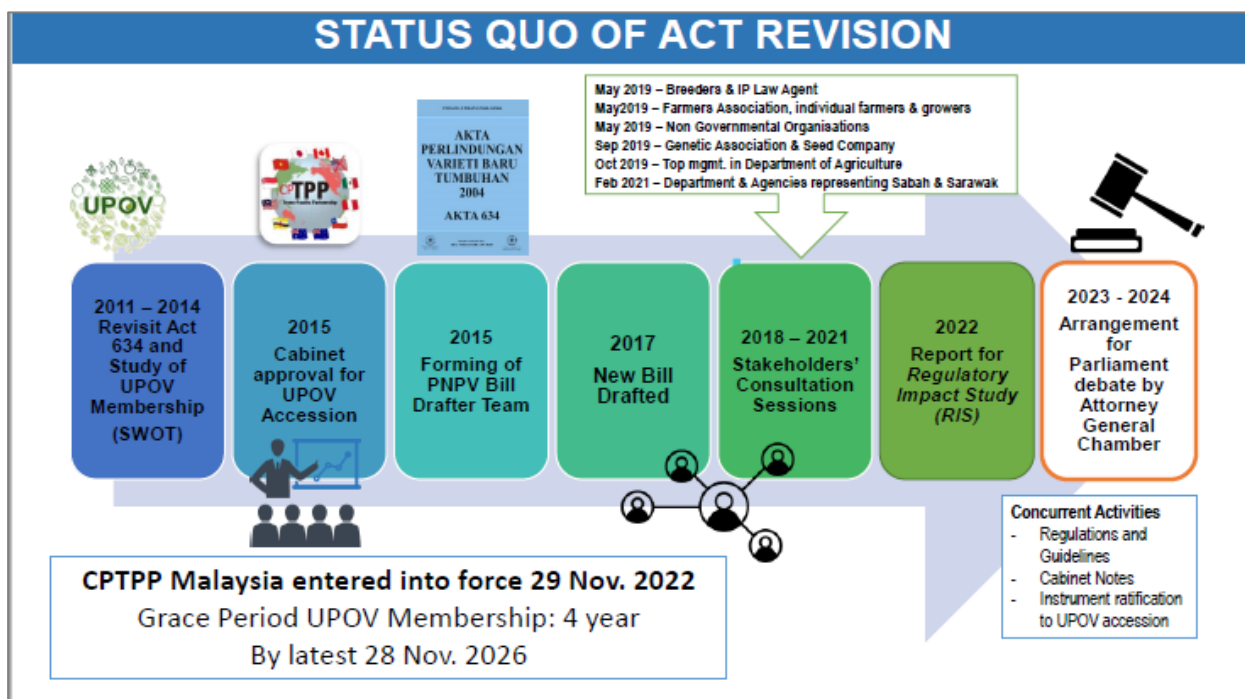 STATUS QUO OF ACT REVISION
May 2019 – Breeders & IP Law Agent
May2019 – Farmers Association, individual farmers & growers
May 2019 – Non Governmental Organisations
Sep 2019 – Genetic Association & Seed Company
Oct 2019 – Top mgmt. in Department of Agriculture
Feb 2021 – Department & Agencies representing Sabah & Sarawak
UPOV
CPTPP
AKTA
PERLINDUNGAN
VARIETI BARU
TUMBUHAN
2004
AKTA 634
2011 – 2014
Revisit Act
634 and
Study of
UPOV
Membership
(SWOT)
2015
Cabinet
approval for
UPOV
Accession
2015
Forming of
PNPV Bill
Drafter Team
2017
New Bill
Drafted
2018 – 2021
Stakeholders’
Consultation
Sessions
2022
Report for
Regulatory
Impact Study
(RIS)
2023 - 2024
Arrangement
for
Parliament
debate by
Attorney
General
Chamber
Concurrent Activities
- Regulations and
Guidelines
- Cabinet Notes
- Instrument ratification
to UPOV accession
CPTPP Malaysia entered into force 29 Nov. 2022
Grace Period UPOV Membership: 4 year
By latest 28 Nov. 2026